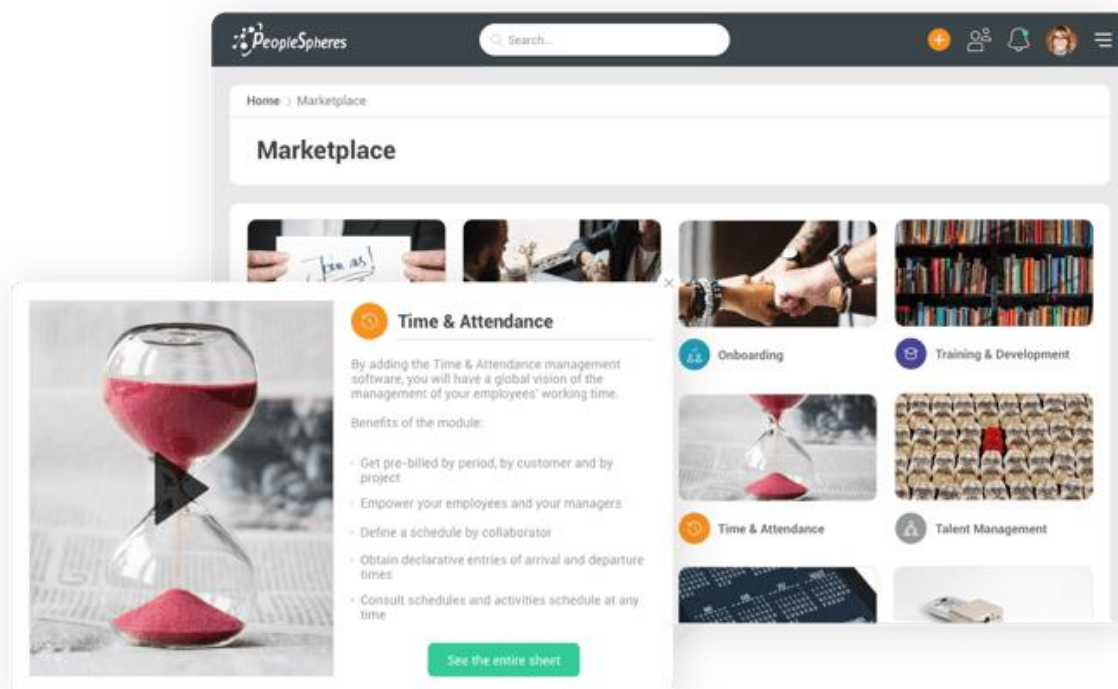 PeopleSpheres
Search...
Home > Marketplace
Marketplace
Join us!
Onboarding
Training & Development
Time & Attendance
Talent Management
Time & Attendance
By adding the Time & Attendance management
software, you will have a global vision of the
management of your employees' working time.
Benefits of the module:
· Get pre-billed by period, by customer and by
project
· Empower your employees and your managers
· Define a schedule by collaborator
· Obtain declarative entries of arrival and departure
times
· Consult schedules and activities schedule at any
time
See the entire sheet